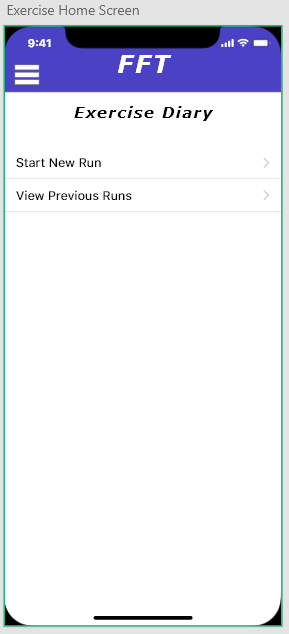 Exercise Home Screen
9:41
FFT
Exercise Diary
Start New Run
View Previous Runs